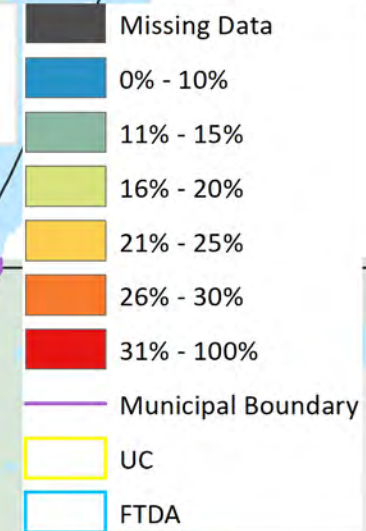 Missing Data
0% - 10%
11% - 15%
16% - 20%
21% - 25%
26% - 30%
31% - 100%
Municipal Boundary
UC
FTDA